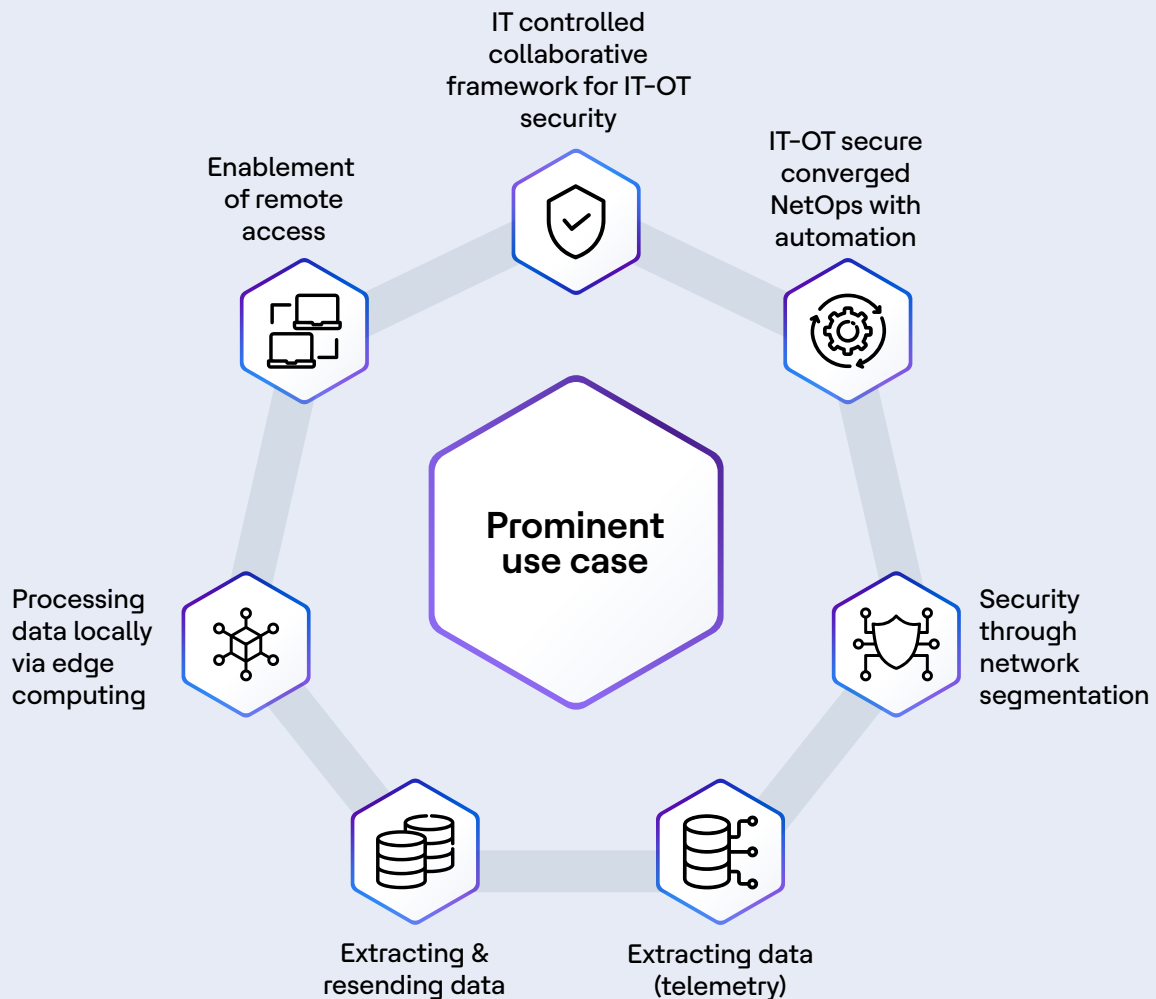 IT controlled
collaborative
framework for IT-OT
security
IT-OT secure
converged
NetOps with
automation
Enablement
of remote
access
Prominent
use case
Processing
data locally
via edge
computing
Security
through
network
segmentation
Extracting &
resending data
Extracting data
(telemetry)